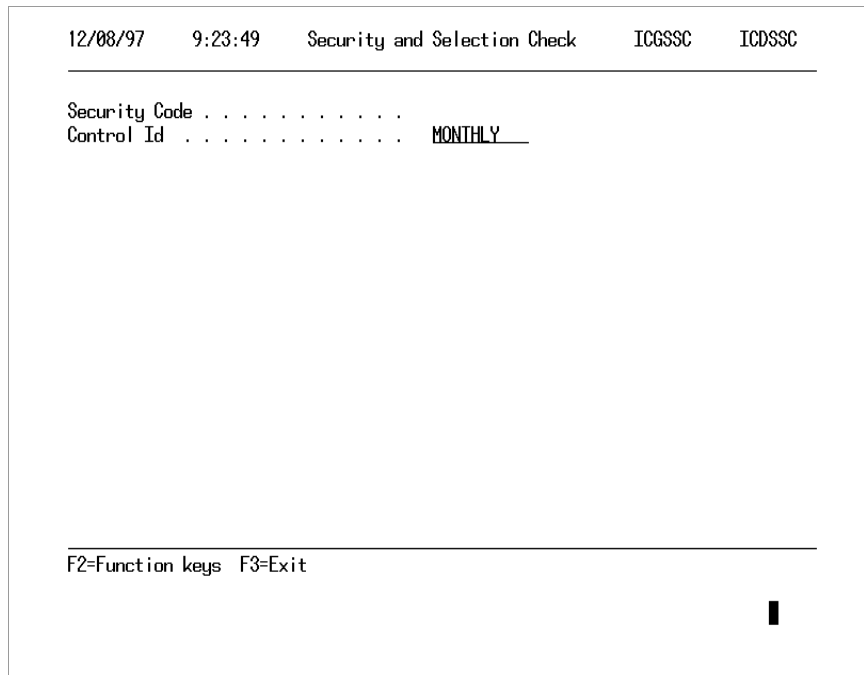 12/08/97 9:23:49 Security and Selection Check ICGSSC ICDSSC
Security Code . . . . . . . . . . .
Control Id . . . . . . . . . . . . MONTHLY
F2=Function keys F3=Exit